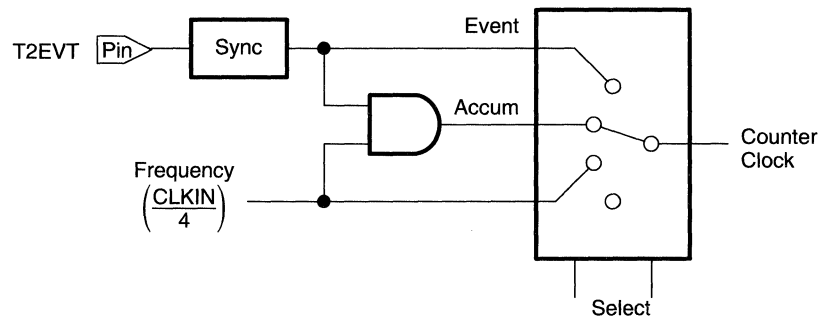 Event
T2EVT Pin Sync
Accum
Counter
Clock
Frequency
(CLKIN
4)
Select